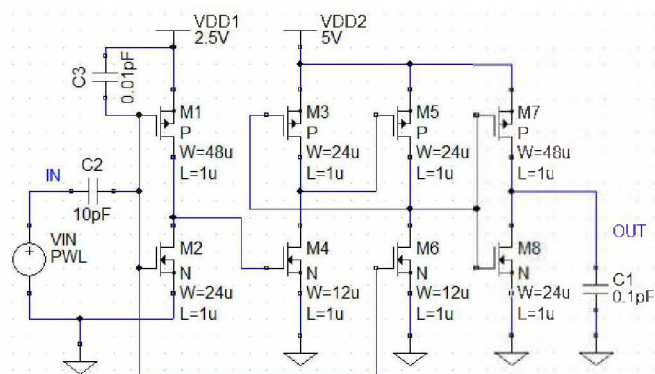 VDD1
2.5V
VDD2
5V
C3
0.01pF
M1
P
W=48u
L=1u
M3
P
W=24u
L=1u
M5
P
W=24u
L=1u
M7
P
W=48u
L=1u
IN
C2
10pF
VIN
PWL
M2
N
W=24u
L=1u
M4
N
W=12u
L=1u
M6
N
W=12u
L=1u
M8
N
W=24u
L=1u
OUT
C1
0.1pF